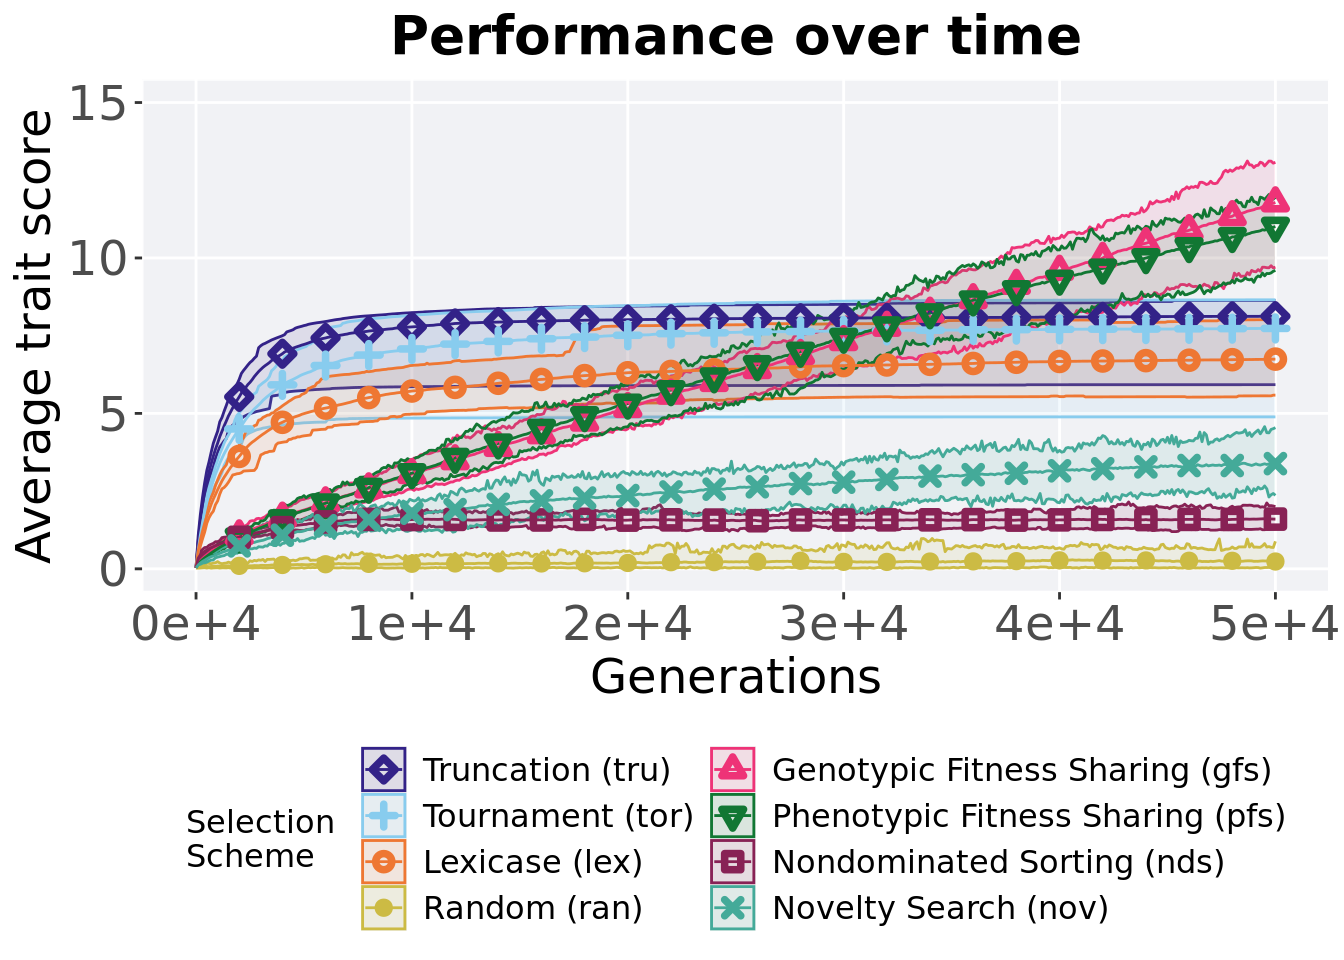 Performance over time
Average trait score
15
10
5
0
0e+4 1e+4 2e+4 3e+4 4e+4 5e+4
Generations
Selection
Scheme
Truncation (tru)
Tournament (tor)
Lexicase (lex)
Random (ran)
Genotypic Fitness Sharing (gfs)
Phenotypic Fitness Sharing (pfs)
Nondominated Sorting (nds)
Novelty Search (nov)